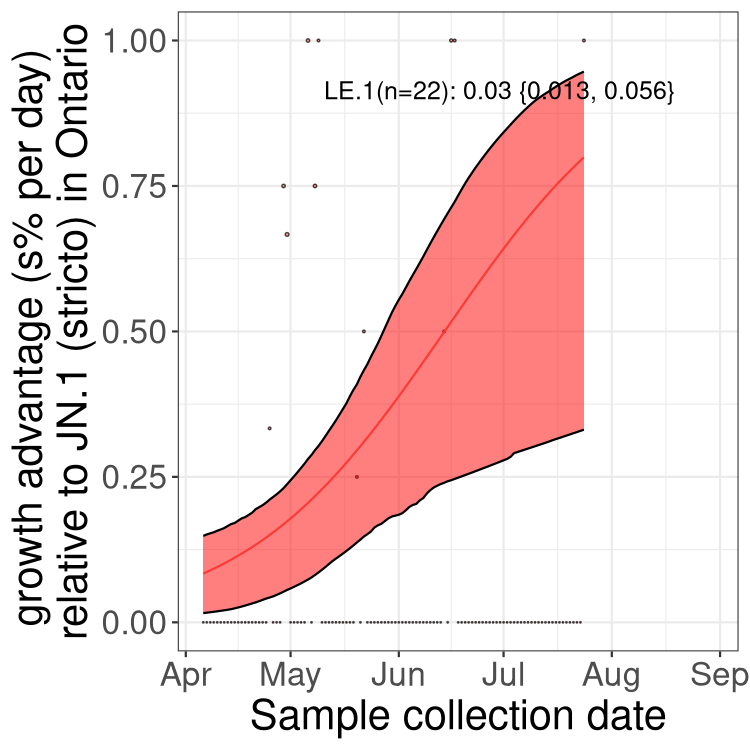 growth advantage (s% per day)
relative to JN.1 (stricto) in Ontario
1.00
0.75
0.50
0.25
0.00
LE.1(n=22): 0.03 {0.013, 0.056}
Apr May Jun Jul Aug Sep
Sample collection date